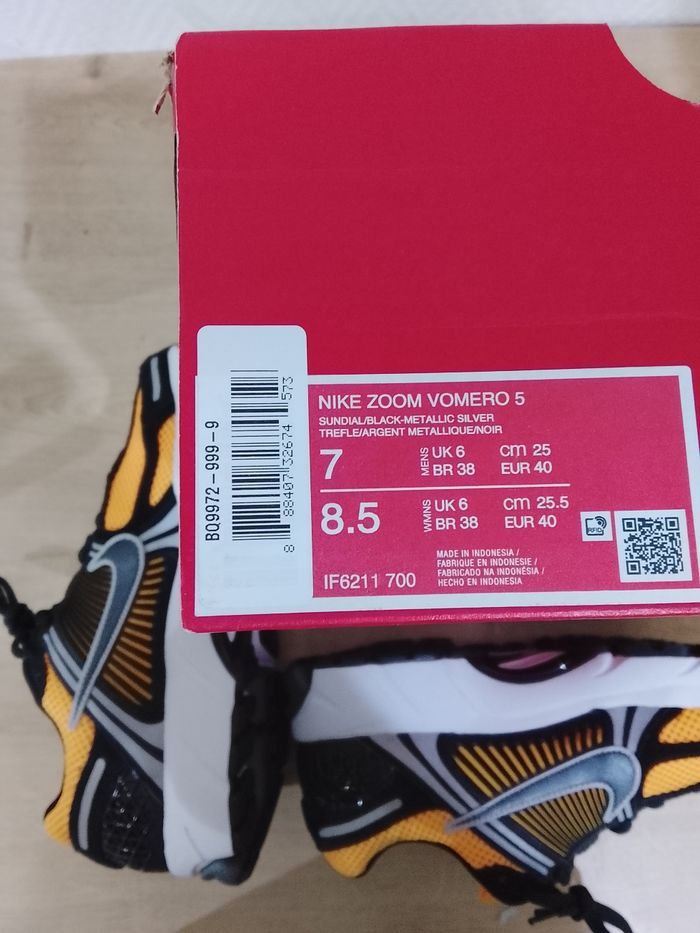 BQ9972-999-9
8 88407 32674 573
NIKE ZOOM VOMERO 5
SUNDIAL/BLACK-METALLIC SILVER
TREFLE/ARGENT METALLIQUE/NOIR
7 MENS UK 6 cm 25
BR 38 EUR 40
8.5 WMNS UK 6 cm 25.5
BR 38 EUR 40
RFID
IF6211 700
MADE IN INDONESIA /
FABRIQUE EN INDONESIE /
FABRICADO NA INDONÉSIA /
HECHO EN INDONESIA